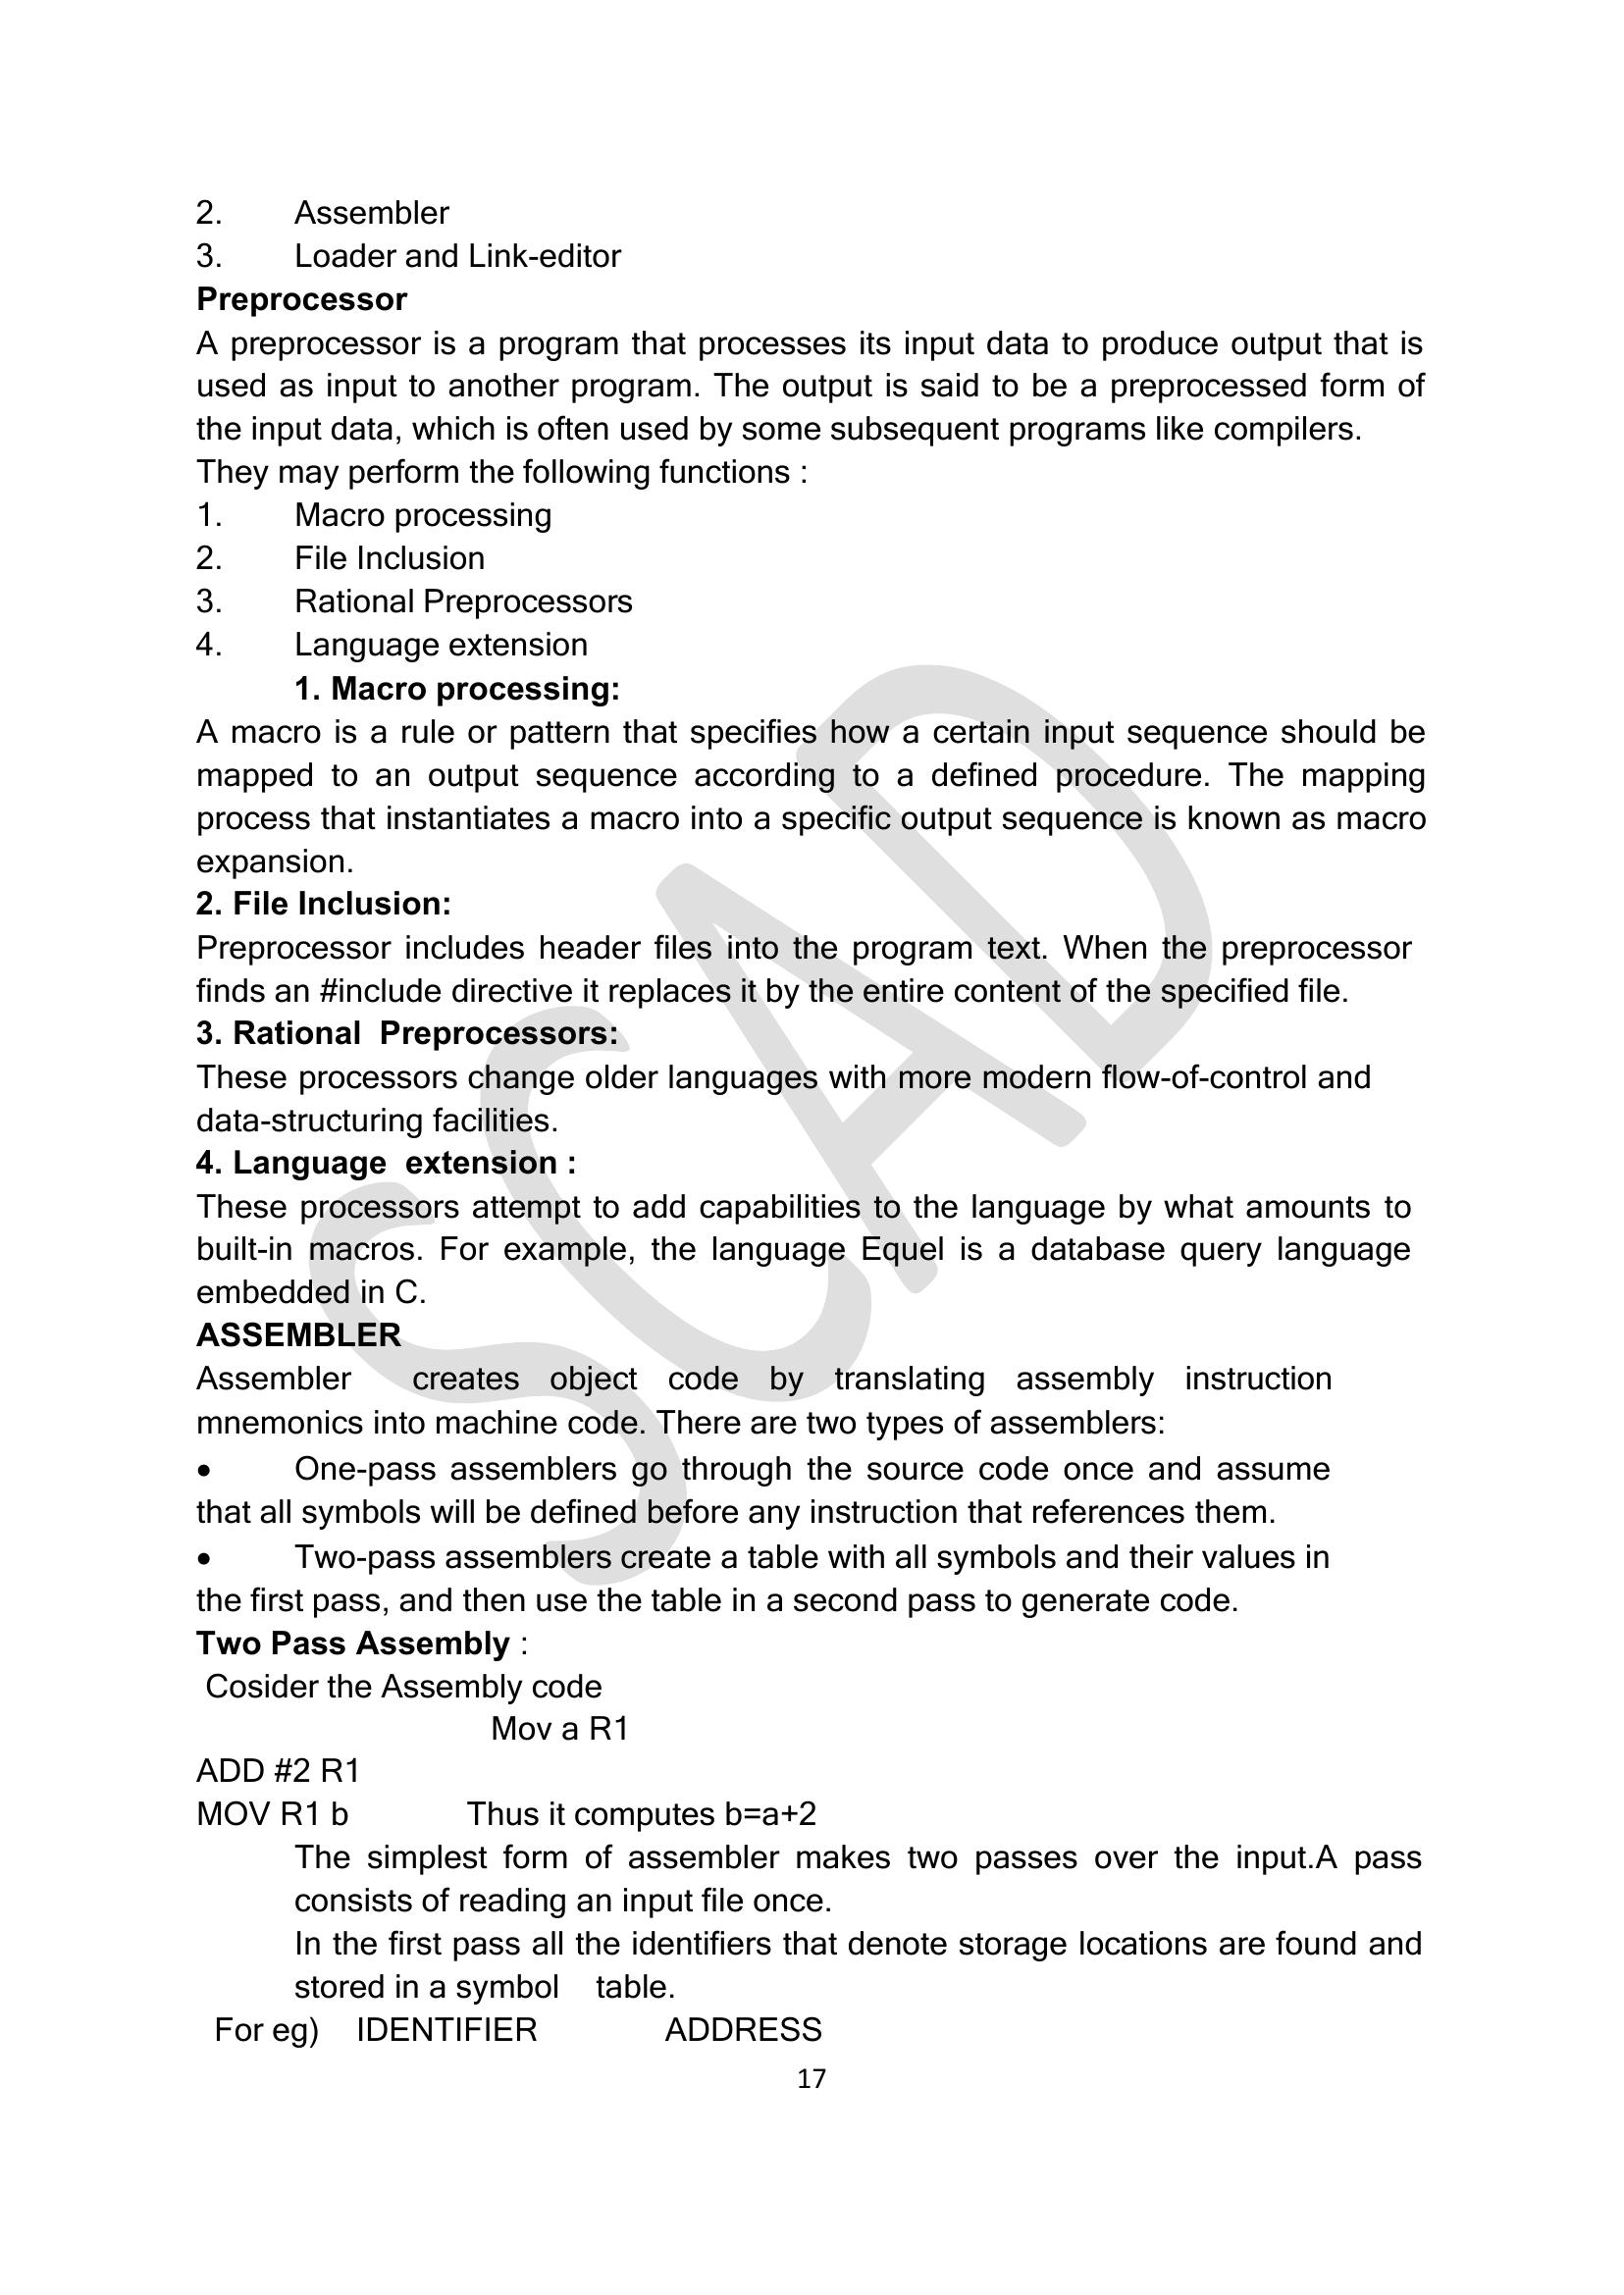 2. Assembler
3. Loader and Link-editor
Preprocessor
A preprocessor is a program that processes its input data to produce output that is
used as input to another program. The output is said to be a preprocessed form of
the input data, which is often used by some subsequent programs like compilers.
They may perform the following functions :
1. Macro processing
2. File Inclusion
3. Rational Preprocessors
4. Language extension
1. Macro processing:
A macro is a rule or pattern that specifies how a certain input sequence should be
mapped to an output sequence according to a defined procedure. The mapping
process that instantiates a macro into a specific output sequence is known as macro
expansion.
2. File Inclusion:
Preprocessor includes header files into the program text. When the preprocessor
finds an #include directive it replaces it by the entire content of the specified file.
3. Rational Preprocessors:
These processors change older languages with more modern flow-of-control and
data-structuring facilities.
4. Language extension :
These processors attempt to add capabilities to the language by what amounts to
built-in macros. For example, the language Equel is a database query language
embedded in C.
ASSEMBLER
Assembler creates object code by translating assembly instruction
mnemonics into machine code. There are two types of assemblers:
• One-pass assemblers go through the source code once and assume
that all symbols will be defined before any instruction that references them.
• Two-pass assemblers create a table with all symbols and their values in
the first pass, and then use the table in a second pass to generate code.
Two Pass Assembly :
Cosider the Assembly code
Mov a R1
ADD #2 R1
MOV R1 b Thus it computes b=a+2
The simplest form of assembler makes two passes over the input.A pass
consists of reading an input file once.
In the first pass all the identifiers that denote storage locations are found and
stored in a symbol table.
For eg) IDENTIFIER ADDRESS
17
SCAD